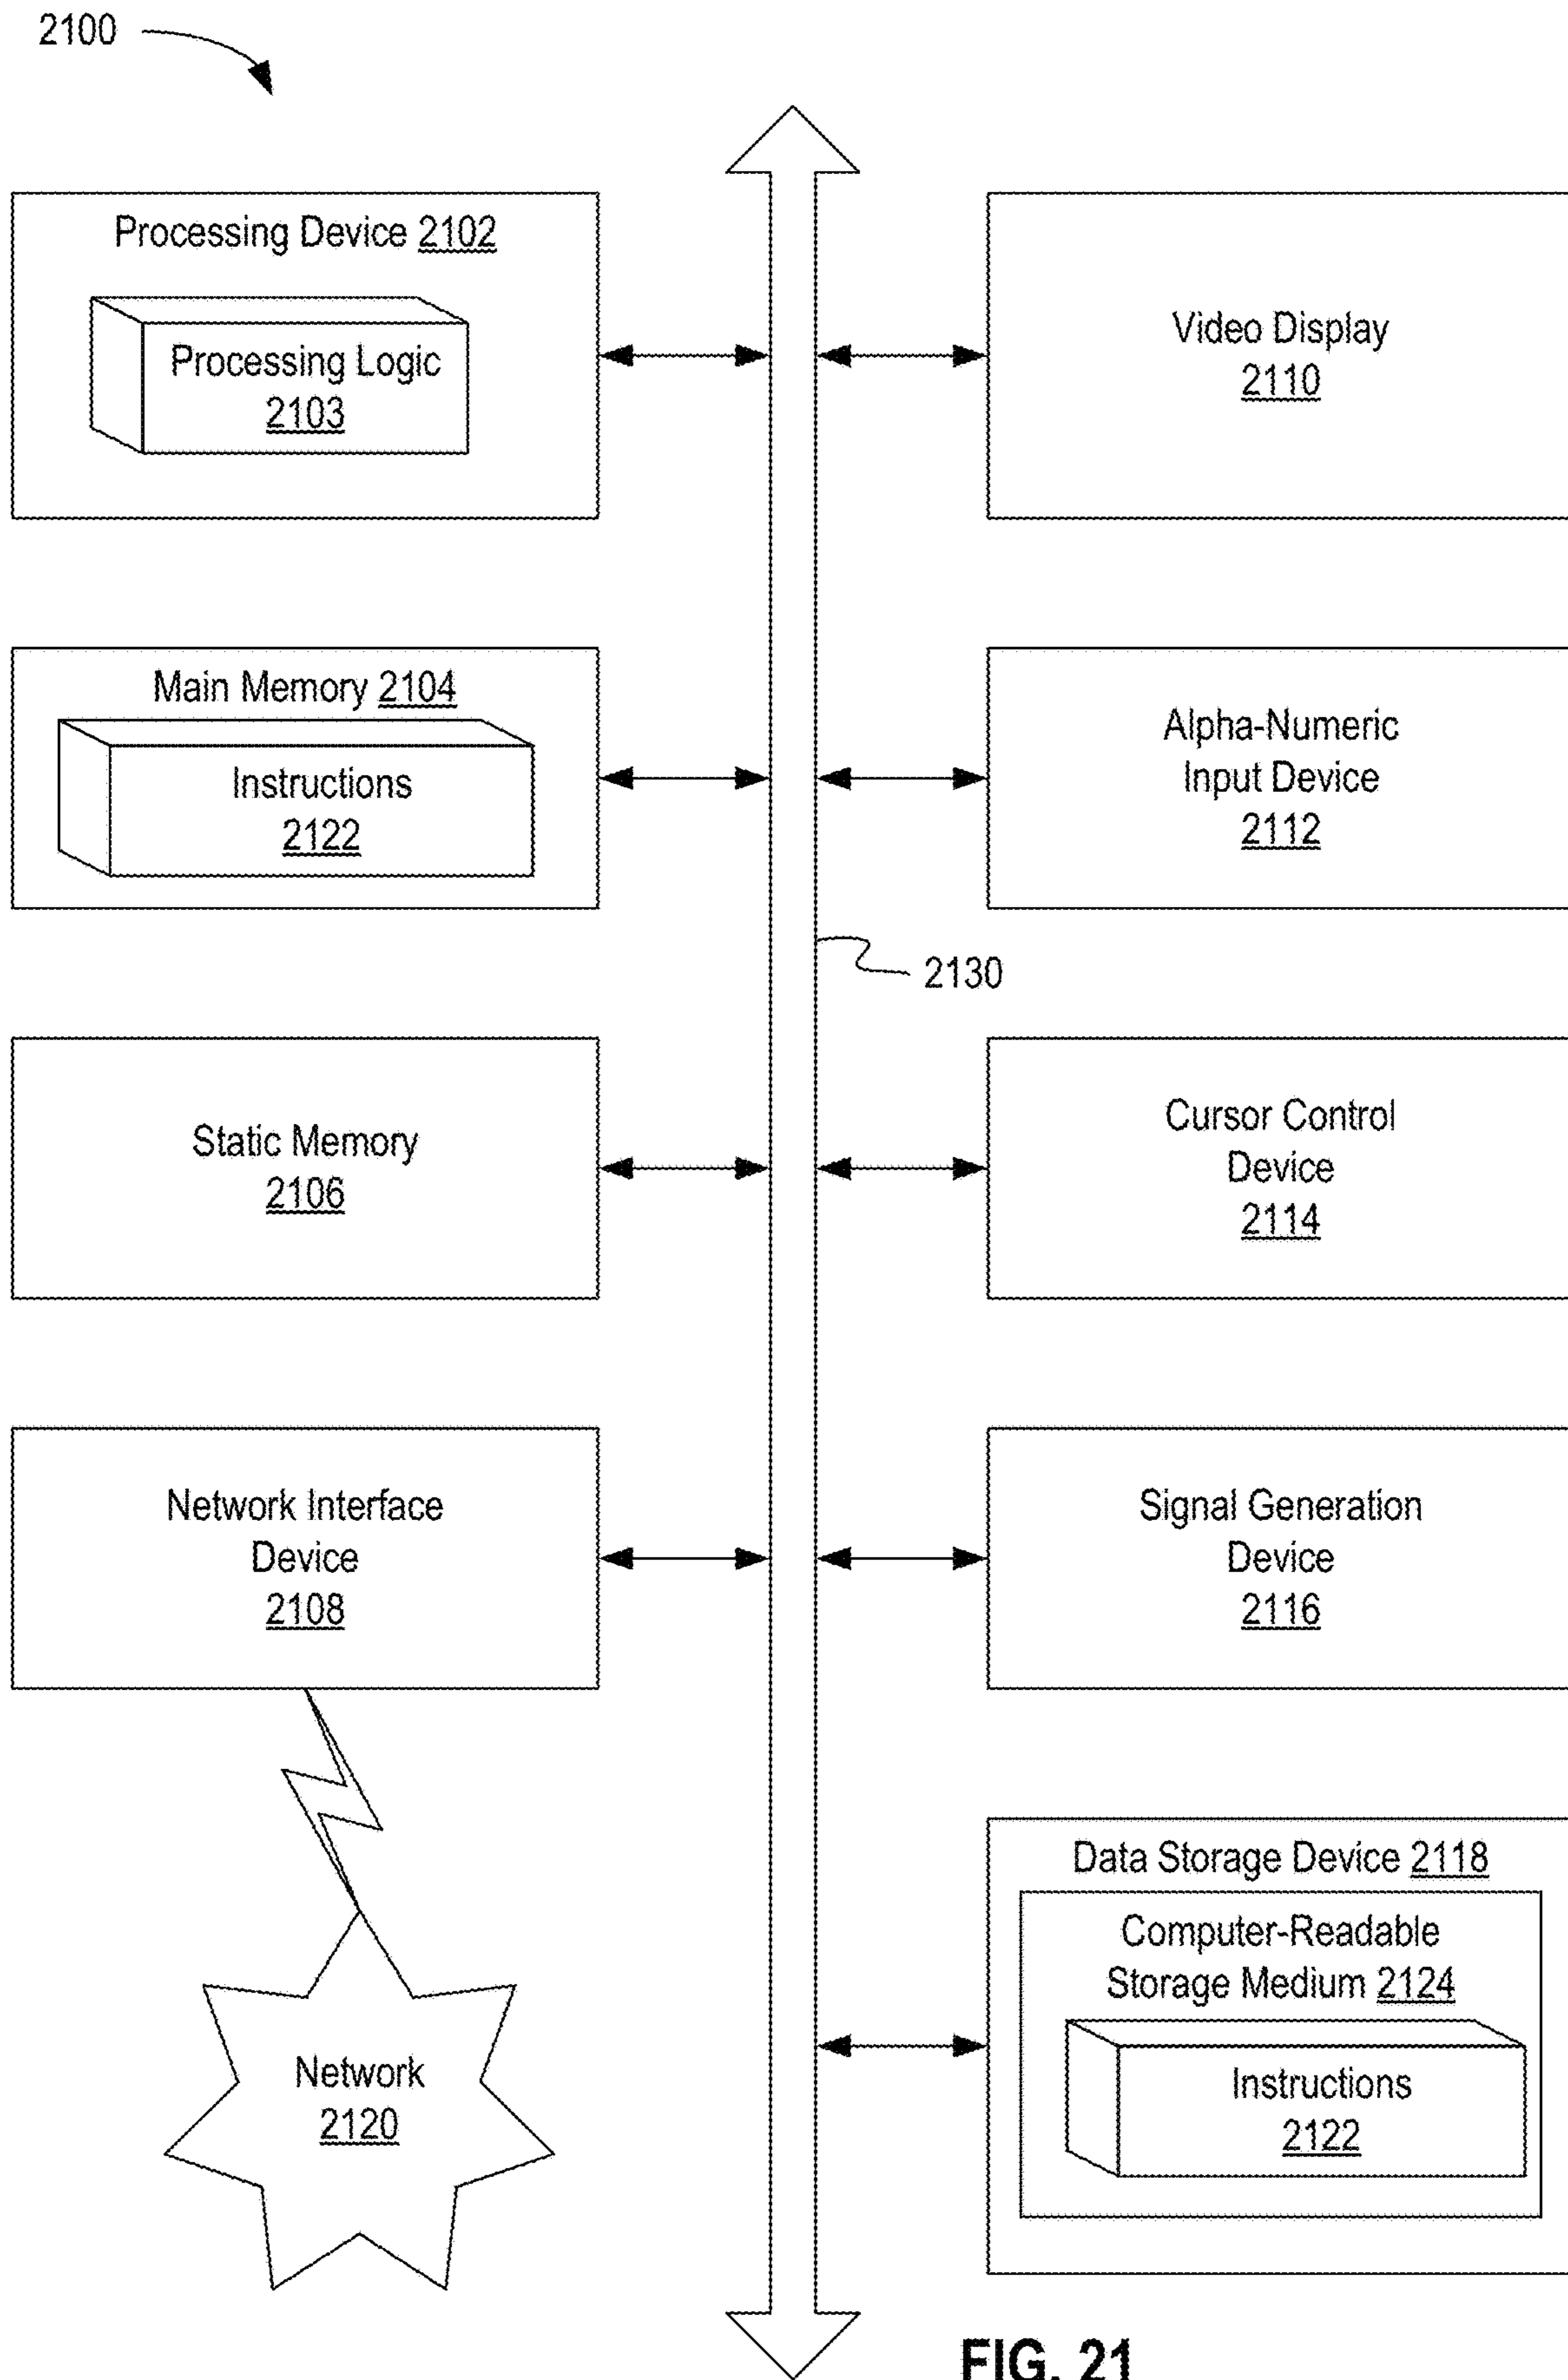 2100
Processing Device 2102
Processing Logic
2103
Video Display
2110
Main Memory 2104
Instructions
2122
Alpha-Numeric
Input Device
2112
2130
Static Memory
2106
Cursor Control
Device
2114
Network Interface
Device
2108
Signal Generation
Device
2116
Data Storage Device 2118
Computer-Readable
Storage Medium 2124
Instructions
2122
Network
2120
FIG. 21